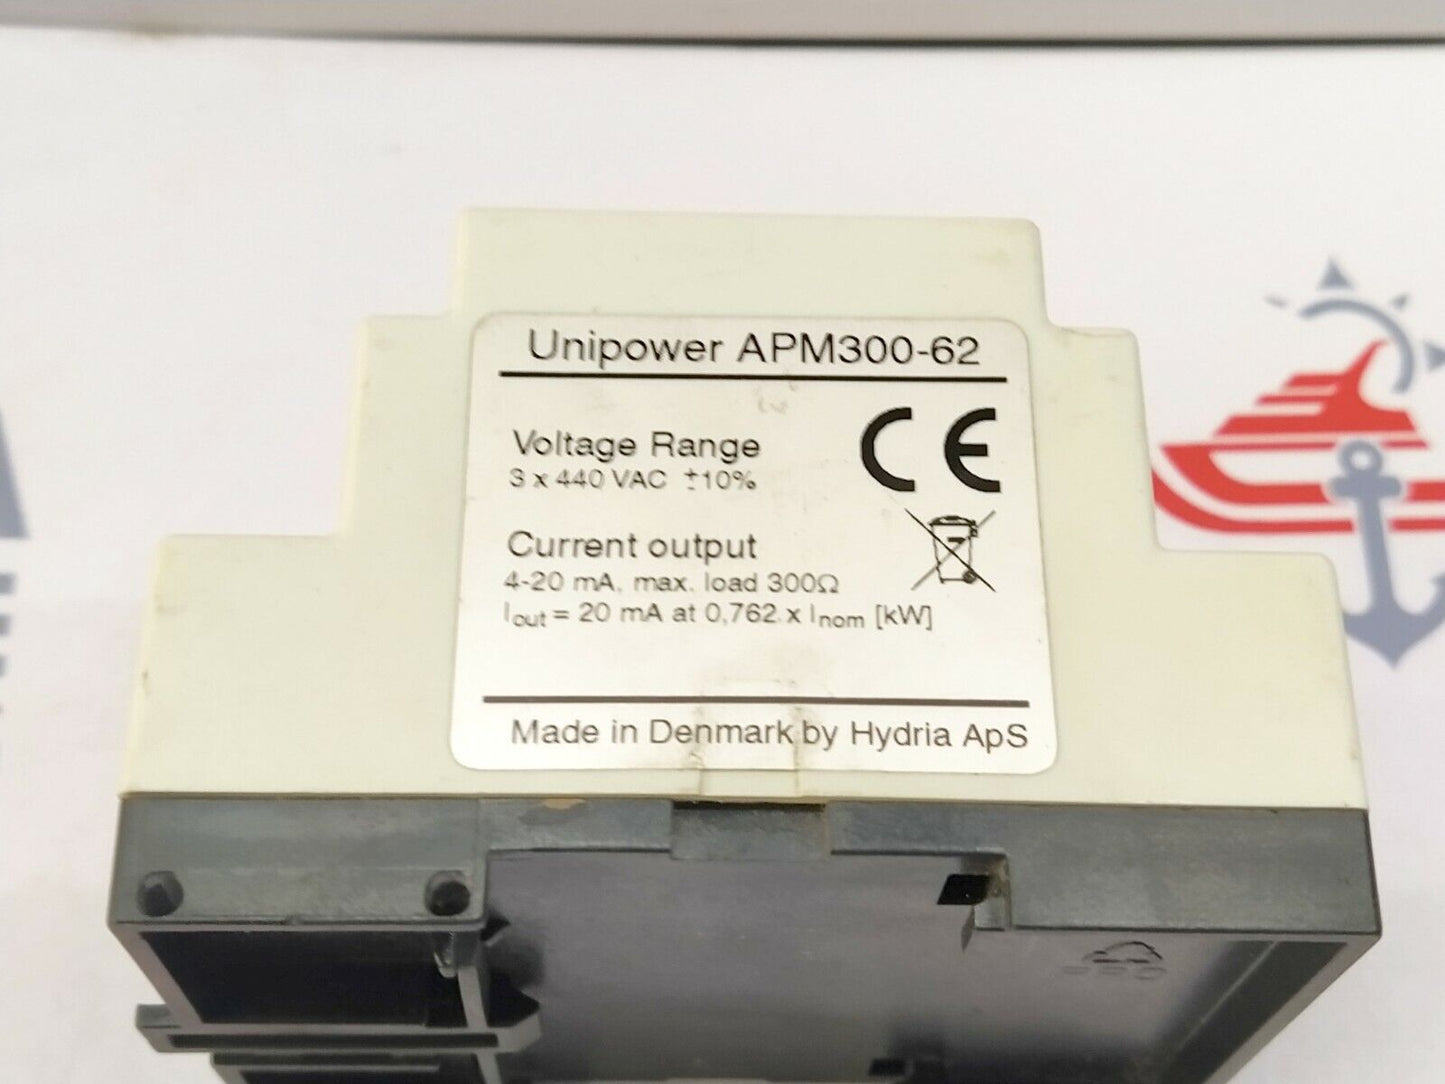 Unipower APM300-62
Voltage Range
3 x 440 VAC ±10%
CE
Current output
4-20 mA, max. load 300Ω
Iout = 20 mA at 0,762 x Inom [kW]
Made in Denmark by Hydria ApS